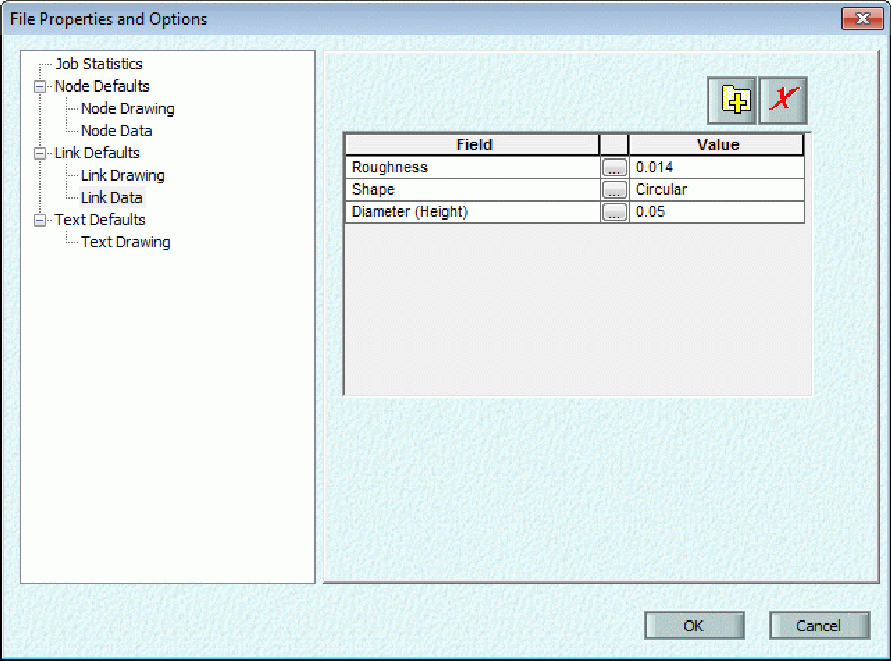 File Properties and Options
Job Statistics
Node Defaults
Node Drawing
Node Data
Link Defaults
Link Drawing
Link Data
Text Defaults
Text Drawing
Field Value
Roughness ... 0.014
Shape ... Circular
Diameter (Height) ... 0.05
OK Cancel